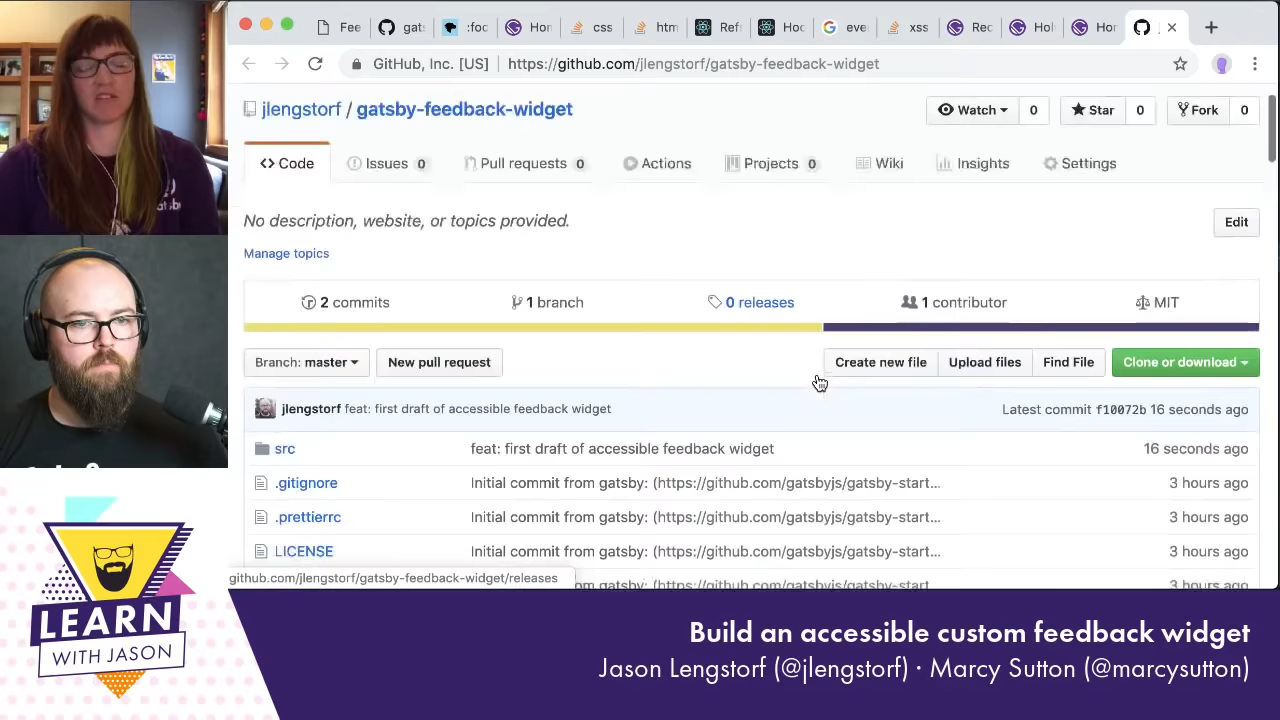 Fee
gat
:foc
Hor
css
htm
Ref
Hoc
eve
xss
Rec
Hol
Hor
GitHub, Inc. [US]
https://github.com/jlengstorf/gatsby-feedback-widget
jlengstorf / gatsby-feedback-widget
Watch 0
Star 0
Fork 0
Code
Issues 0
Pull requests 0
Actions
Projects 0
Wiki
Insights
Settings
No description, website, or topics provided.
Edit
Manage topics
2 commits
1 branch
0 releases
1 contributor
MIT
Branch: master
New pull request
Create new file
Upload files
Find File
Clone or download
jlengstorf feat: first draft of accessible feedback widget
Latest commit f10072b 16 seconds ago
src feat: first draft of accessible feedback widget 16 seconds ago
.gitignore Initial commit from gatsby: (https://github.com/gatsbyjs/gatsby-start... 3 hours ago
.prettierrc Initial commit from gatsby: (https://github.com/gatsbyjs/gatsby-start... 3 hours ago
LICENSE Initial commit from gatsby: (https://github.com/gatsbyjs/gatsby-start... 3 hours ago
github.com/jlengstorf/gatsby-feedback-widget/releases
LEARN
WITH JASON
Build an accessible custom feedback widget
Jason Lengstorf (@jlengstorf) · Marcy Sutton (@marcysutton)